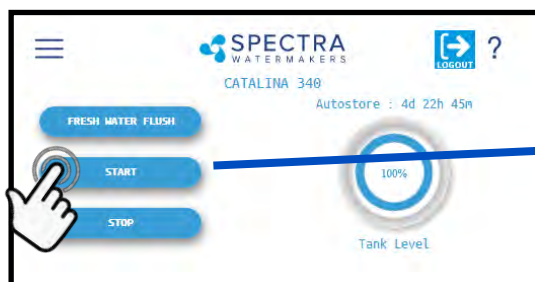 SPECTRA
WATERMAKERS
LOGOUT
?
CATALINA 340
Autostore : 4d 22h 45m
FRESH WATER FLUSH
START
100%
STOP
Tank Level